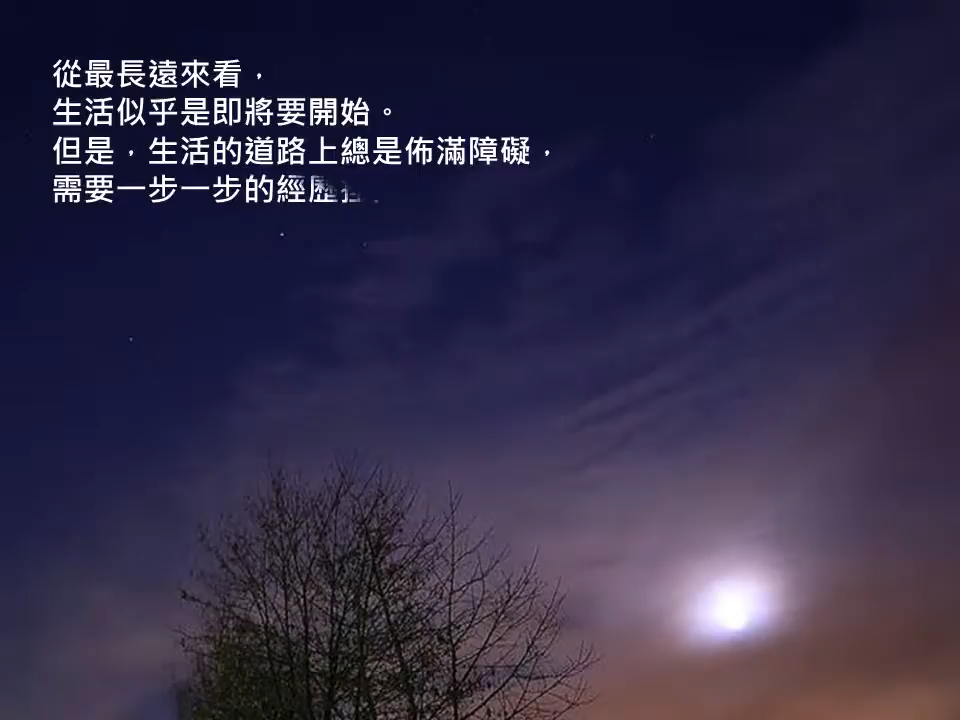 從最長遠來看，
生活似乎是即將要開始。
但是，生活的道路上總是佈滿障礙，
需要一步一步的經歷